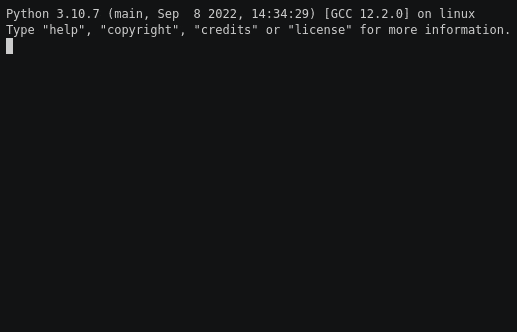 Python 3.10.7 (main, Sep  8 2022, 14:34:29) [GCC 12.2.0] on linux
Type "help", "copyright", "credits" or "license" for more information.